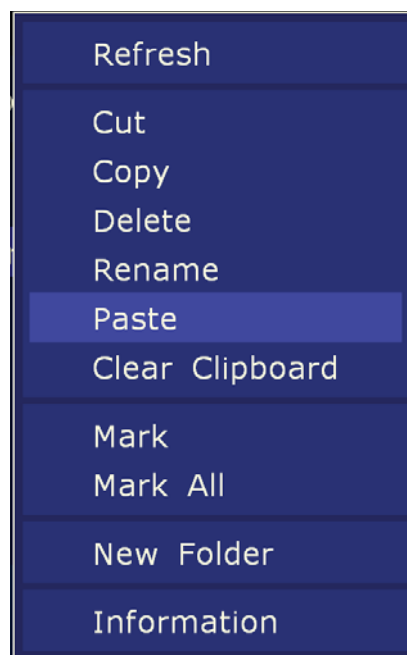 Refresh
Cut
Copy
Delete
Rename
Paste
Clear Clipboard
Mark
Mark All
New Folder
Information